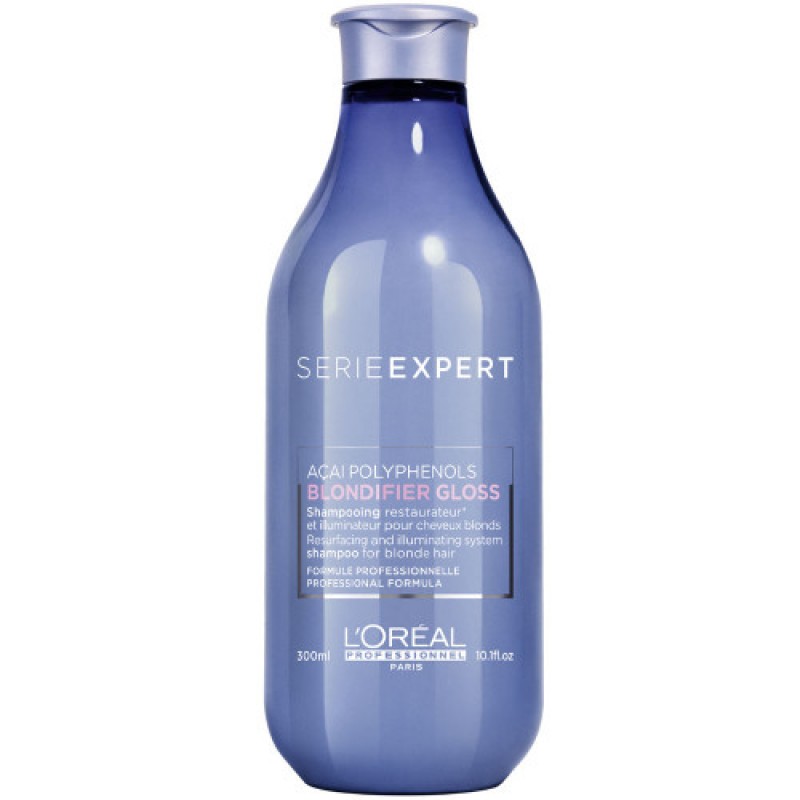 SERIEEXPERT
AÇAI POLYPHENOLS
BLONDIFIER GLOSS
Shampooing restaurateur*
et illuminateur pour cheveux blonds
Resurfacing and illuminating system
shampoo for blonde hair
FORMULE PROFESSIONNELLE
PROFESSIONAL FORMULA
L'ORÉAL
PROFESSIONNEL
PARIS
300ml
10.1fl.oz